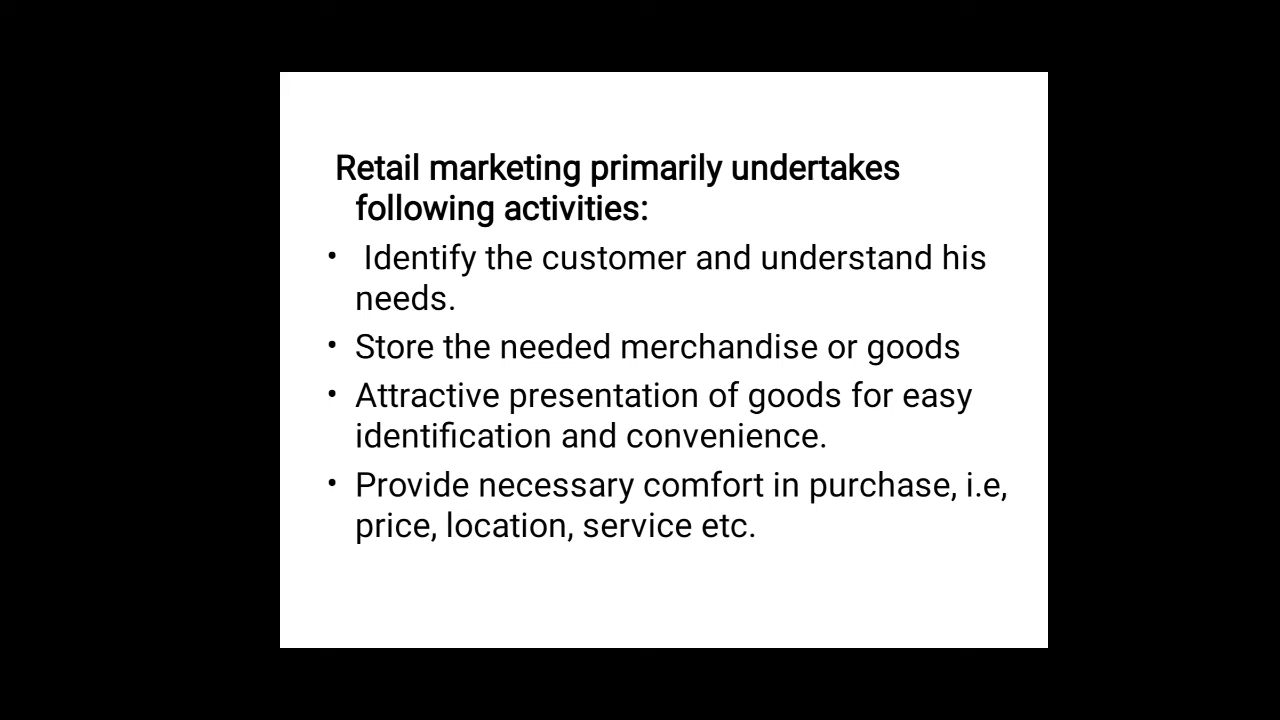 Retail marketing primarily undertakes
following activities:
• Identify the customer and understand his
needs.
• Store the needed merchandise or goods
• Attractive presentation of goods for easy
identification and convenience.
• Provide necessary comfort in purchase, i.e,
price, location, service etc.